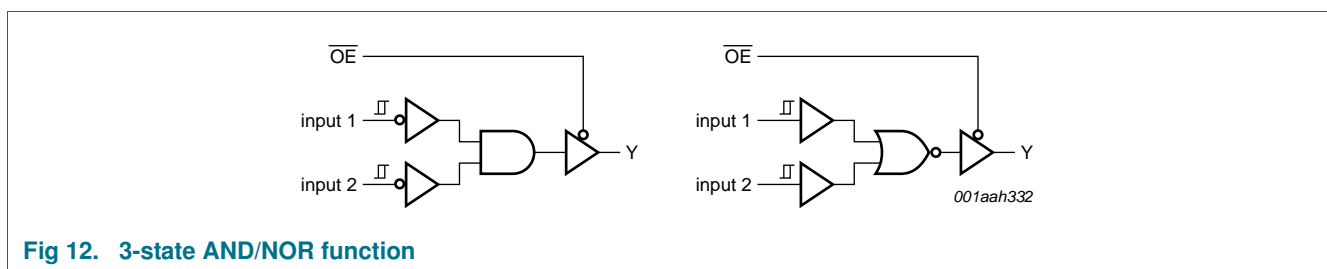 OE
input 1
input 2
Y
OE
input 1
input 2
Y
001aah332
Fig 12. 3-state AND/NOR function